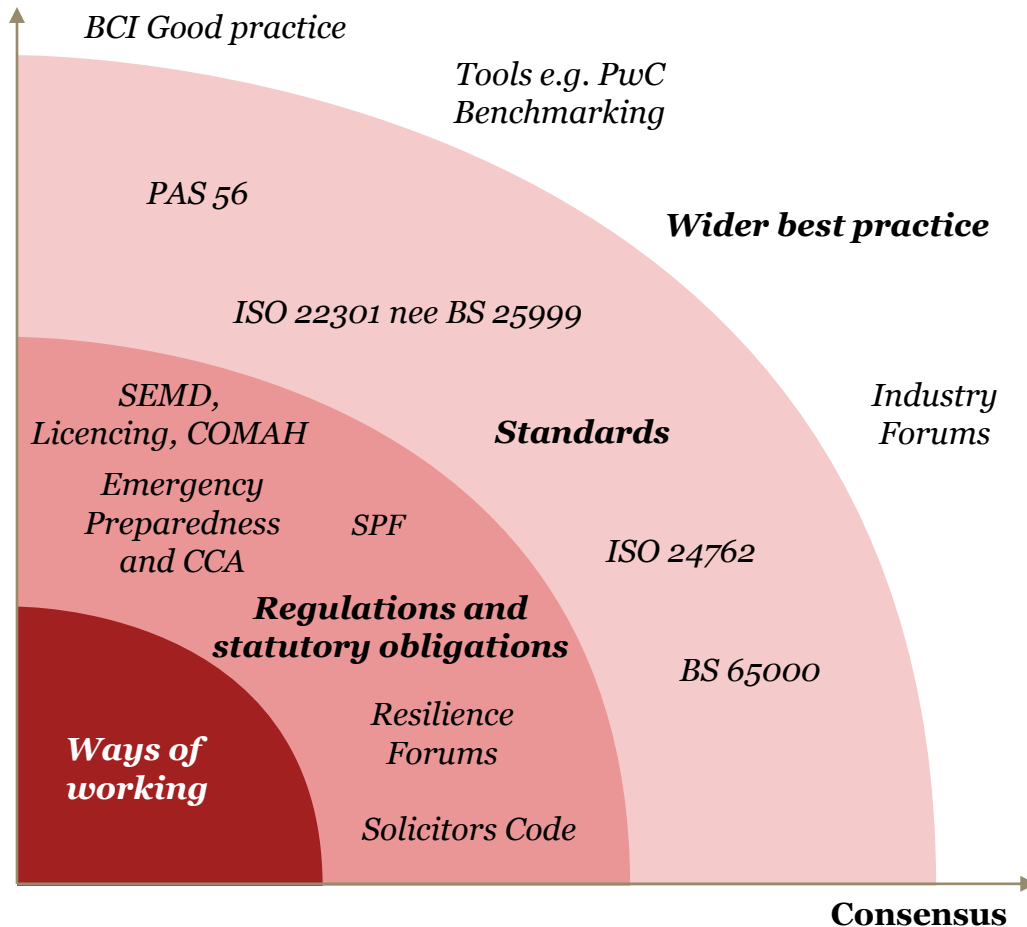 BCI Good practice
Tools e.g. PwC
Benchmarking
PAS 56
Wider best practice
ISO 22301 nee BS 25999
SEMD,
Licencing, COMAH
Industry
Forums
Standards
Emergency
Preparedness
and CCA
SPF
ISO 24762
Regulations and
statutory obligations
BS 65000
Resilience
Forums
Ways of
working
Solicitors Code
Consensus